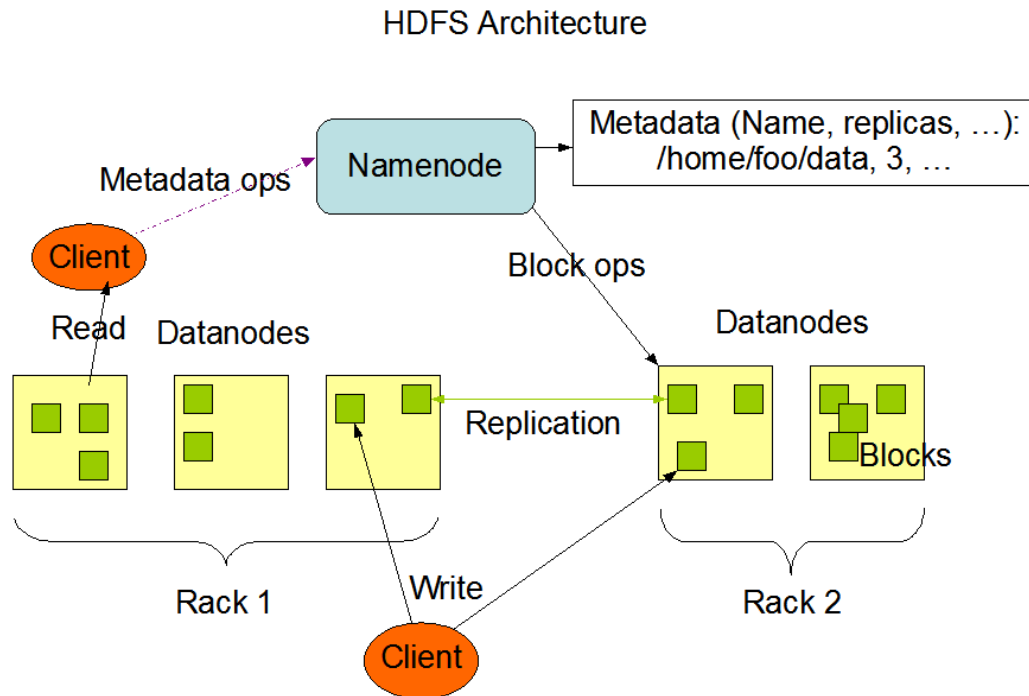 HDFS Architecture
Metadata (Name, replicas, …):
/home/foo/data, 3, …
Namenode
Metadata ops
Client
Block ops
Read
Datanodes
Datanodes
Replication
Blocks
Rack 1
Write
Rack 2
Client